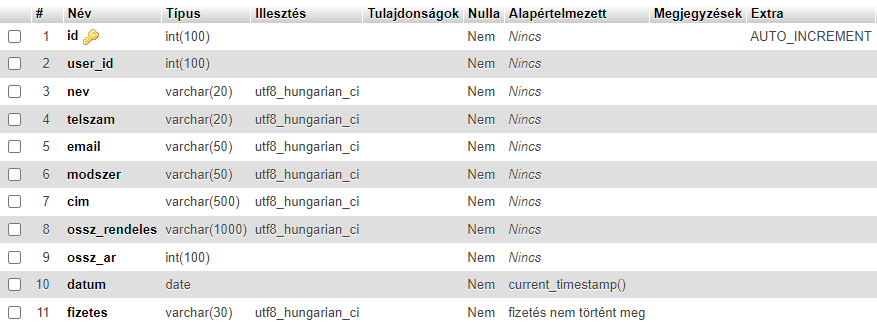 # Név Típus Illesztés Tulajdonságok Nulla Alapértelmezett Megjegyzések Extra
1 id int(100) Nem Nincs AUTO_INCREMENT
2 user_id int(100) Nem Nincs
3 nev varchar(20) utf8_hungarian_ci Nem Nincs
4 telszam varchar(20) utf8_hungarian_ci Nem Nincs
5 email varchar(50) utf8_hungarian_ci Nem Nincs
6 modszer varchar(50) utf8_hungarian_ci Nem Nincs
7 cim varchar(500) utf8_hungarian_ci Nem Nincs
8 ossz_rendeles varchar(1000) utf8_hungarian_ci Nem Nincs
9 ossz_ar int(100) Nem Nincs
10 datum date Nem current_timestamp()
11 fizetes varchar(30) utf8_hungarian_ci Nem fizetés nem történt meg